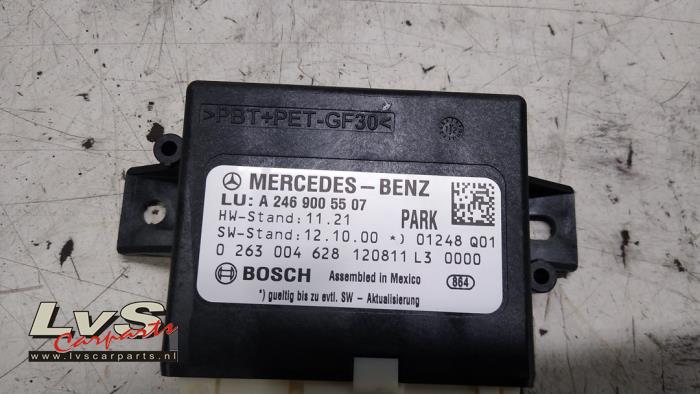 >PBT+PET-GF30<
MERCEDES-BENZ
LU: A 246 900 55 07
HW-Stand: 11.21 PARK
SW-Stand: 12.10.00 *) 01248 Q01
0 263 004 628 120811 L3 0000
BOSCH Assembled in Mexico 864
*) gueltig bis zu evtl. SW - Aktualisierung
LvS
Carparts
www.lvscarparts.nl